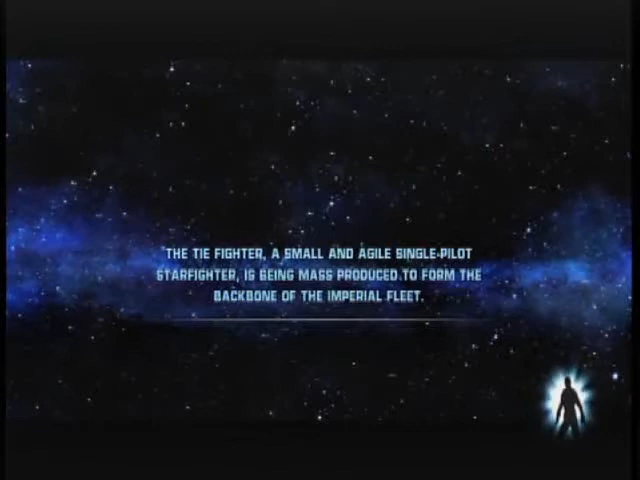 THE TIE FIGHTER, A SMALL AND AGILE SINGLE-PILOT
STARFIGHTER, IS BEING MASS PRODUCED TO FORM THE
BACKBONE OF THE IMPERIAL FLEET.